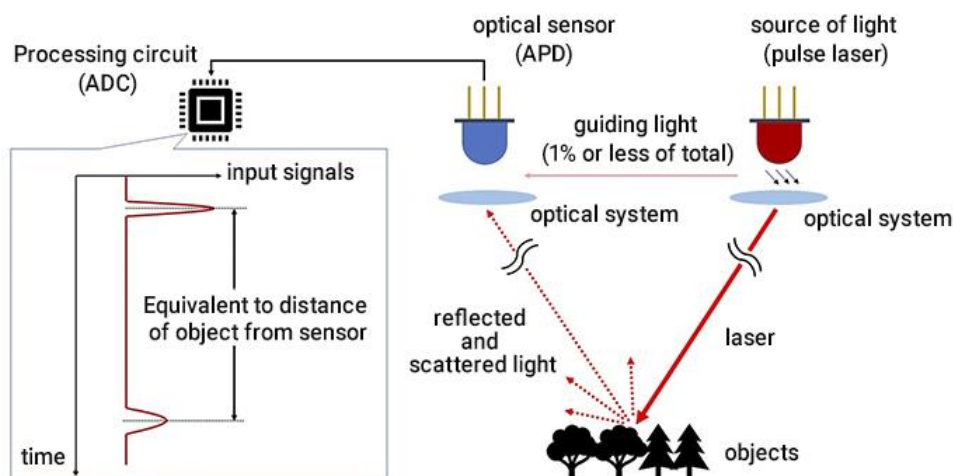 Processing circuit
(ADC)
optical sensor
(APD)
source of light
(pulse laser)
guiding light
(1% or less of total)
input signals
optical system
optical system
Equivalent to distance
of object from sensor
reflected
and
scattered light
laser
time
objects